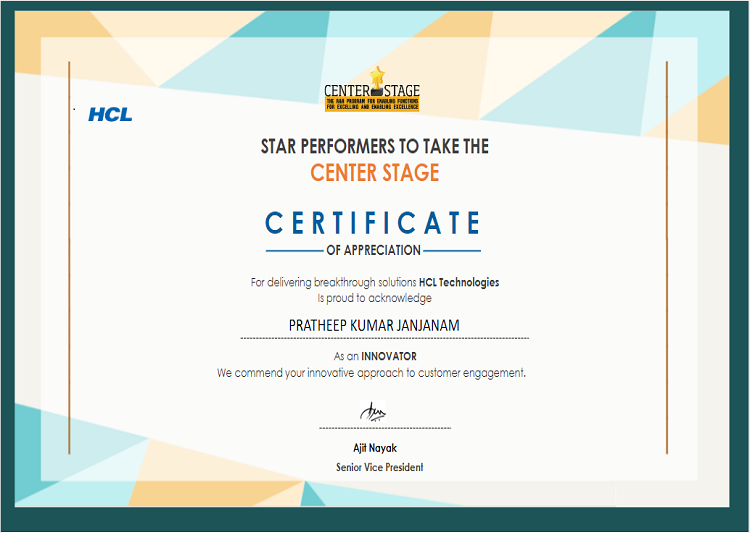 CENTER STAGE
THE R&R PROGRAM FOR ENABLING FUNCTIONS
FOR EXCELLING AND ENABLING EXCELLENCE
HCL
STAR PERFORMERS TO TAKE THE
CENTER STAGE
CERTIFICATE
OF APPRECIATION
For delivering breakthrough solutions HCL Technologies
Is proud to acknowledge
PRATHEEP KUMAR JANJANAM
As an INNOVATOR
We commend your innovative approach to customer engagement.
Ajit Nayak
Senior Vice President